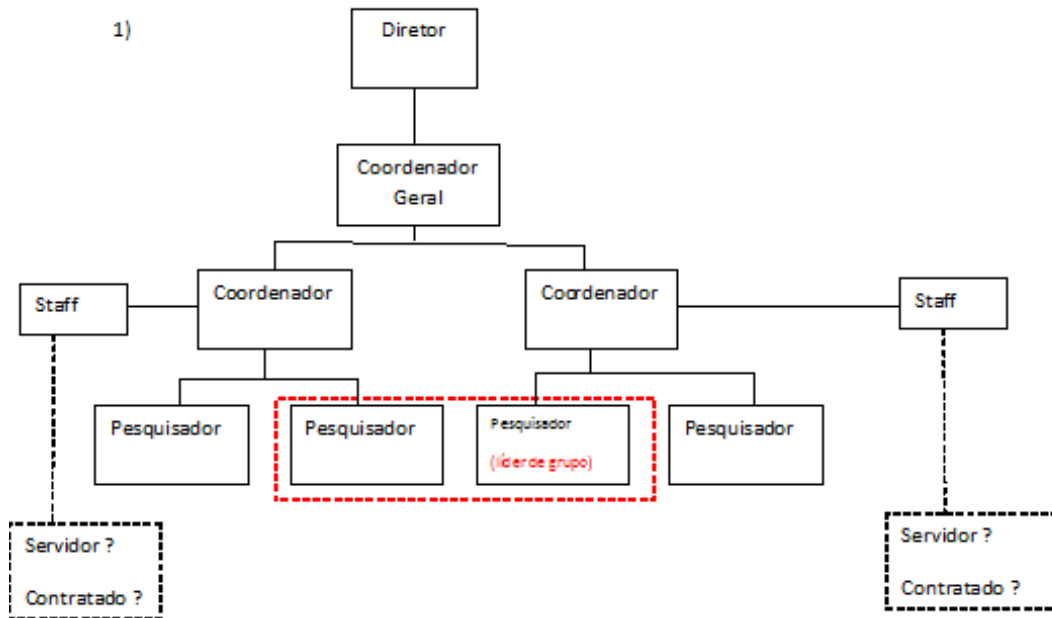 1)
Diretor
Coordenador
Geral
Coordenador
Coordenador
Staff
Staff
Pesquisador
Pesquisador
Pesquisador
(líder de grupo)
Pesquisador
Servidor ?
Contratado ?
Servidor ?
Contratado ?